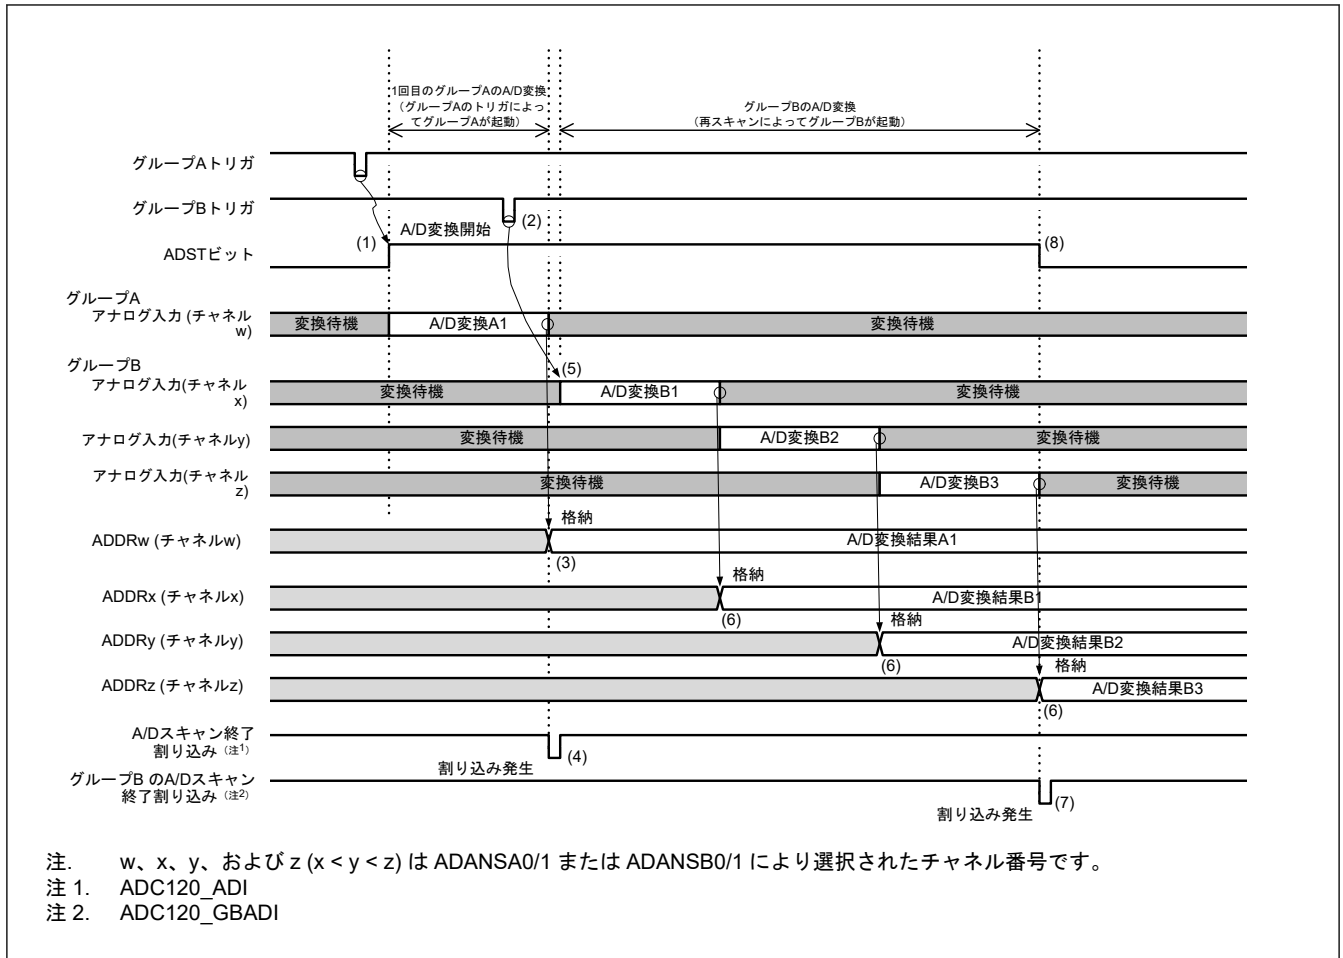 1回目のグループAのA/D変換
（グループAのトリガによっ
てグループAが起動）
グループBのA/D変換
（再スキャンによってグループBが起動）
グループAトリガ
グループBトリガ
(2)
A/D変換開始
(1)
(8)
ADSTビット
グループA
アナログ入力 (チャネル
w)
変換待機
A/D変換A1
変換待機
グループB
アナログ入力(チャネル
x)
(5)
変換待機
A/D変換B1
変換待機
アナログ入力(チャネルy)
変換待機
A/D変換B2
変換待機
アナログ入力(チャネル
z)
変換待機
A/D変換B3
変換待機
格納
ADDRw (チャネルw)
A/D変換結果A1
(3)
格納
ADDRx (チャネルx)
A/D変換結果B1
(6)
格納
ADDRy (チャネルy)
A/D変換結果B2
(6)
格納
ADDRz (チャネルz)
A/D変換結果B3
(6)
A/Dスキャン終了
割り込み（注1）
(4)
割り込み発生
グループB のA/Dスキャン
終了割り込み（注2）
(7)
割り込み発生
注. w、x、y、および z (x < y < z) は ADANSA0/1 または ADANSB0/1 により選択されたチャネル番号です。
注 1. ADC120_ADI
注 2. ADC120_GBADI